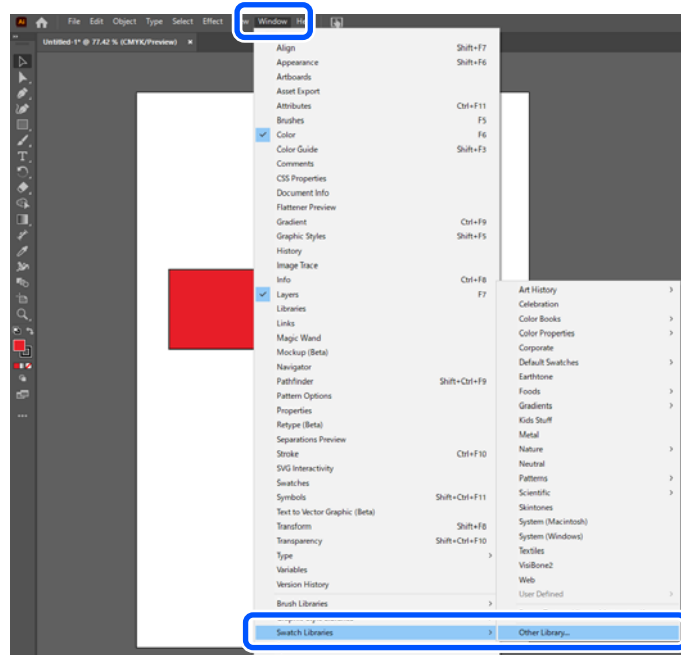 Ai File Edit Object Type Select Effect Window
Untitled-1* @ 77.42 % (CMYK/Preview) ×
Align Shift+F7
Appearance Shift+F6
Artboards
Asset Export
Attributes Ctrl+F11
Brushes F5
Color F6
Color Guide Shift+F3
Comments
CSS Properties
Document Info
Flattener Preview
Gradient Ctrl+F9
Graphic Styles Shift+F5
History
Image Trace
Info Ctrl+F8
Layers F7
Libraries
Links
Magic Wand
Mockup (Beta)
Navigator
Pathfinder Shift+Ctrl+F9
Pattern Options
Properties
Retype (Beta)
Separations Preview
Stroke Ctrl+F10
SVG Interactivity
Swatches
Symbols Shift+Ctrl+F11
Text to Vector Graphic (Beta)
Transform Shift+F8
Transparency Shift+Ctrl+F10
Type
Variables
Version History
Brush Libraries
Swatch Libraries
Art History
Celebration
Color Books
Color Properties
Corporate
Default Swatches
Earthtone
Foods
Gradients
Kids Stuff
Metal
Nature
Neutral
Patterns
Scientific
Skintones
System (Macintosh)
System (Windows)
Textiles
VisiBone2
Web
User Defined
Other Library...